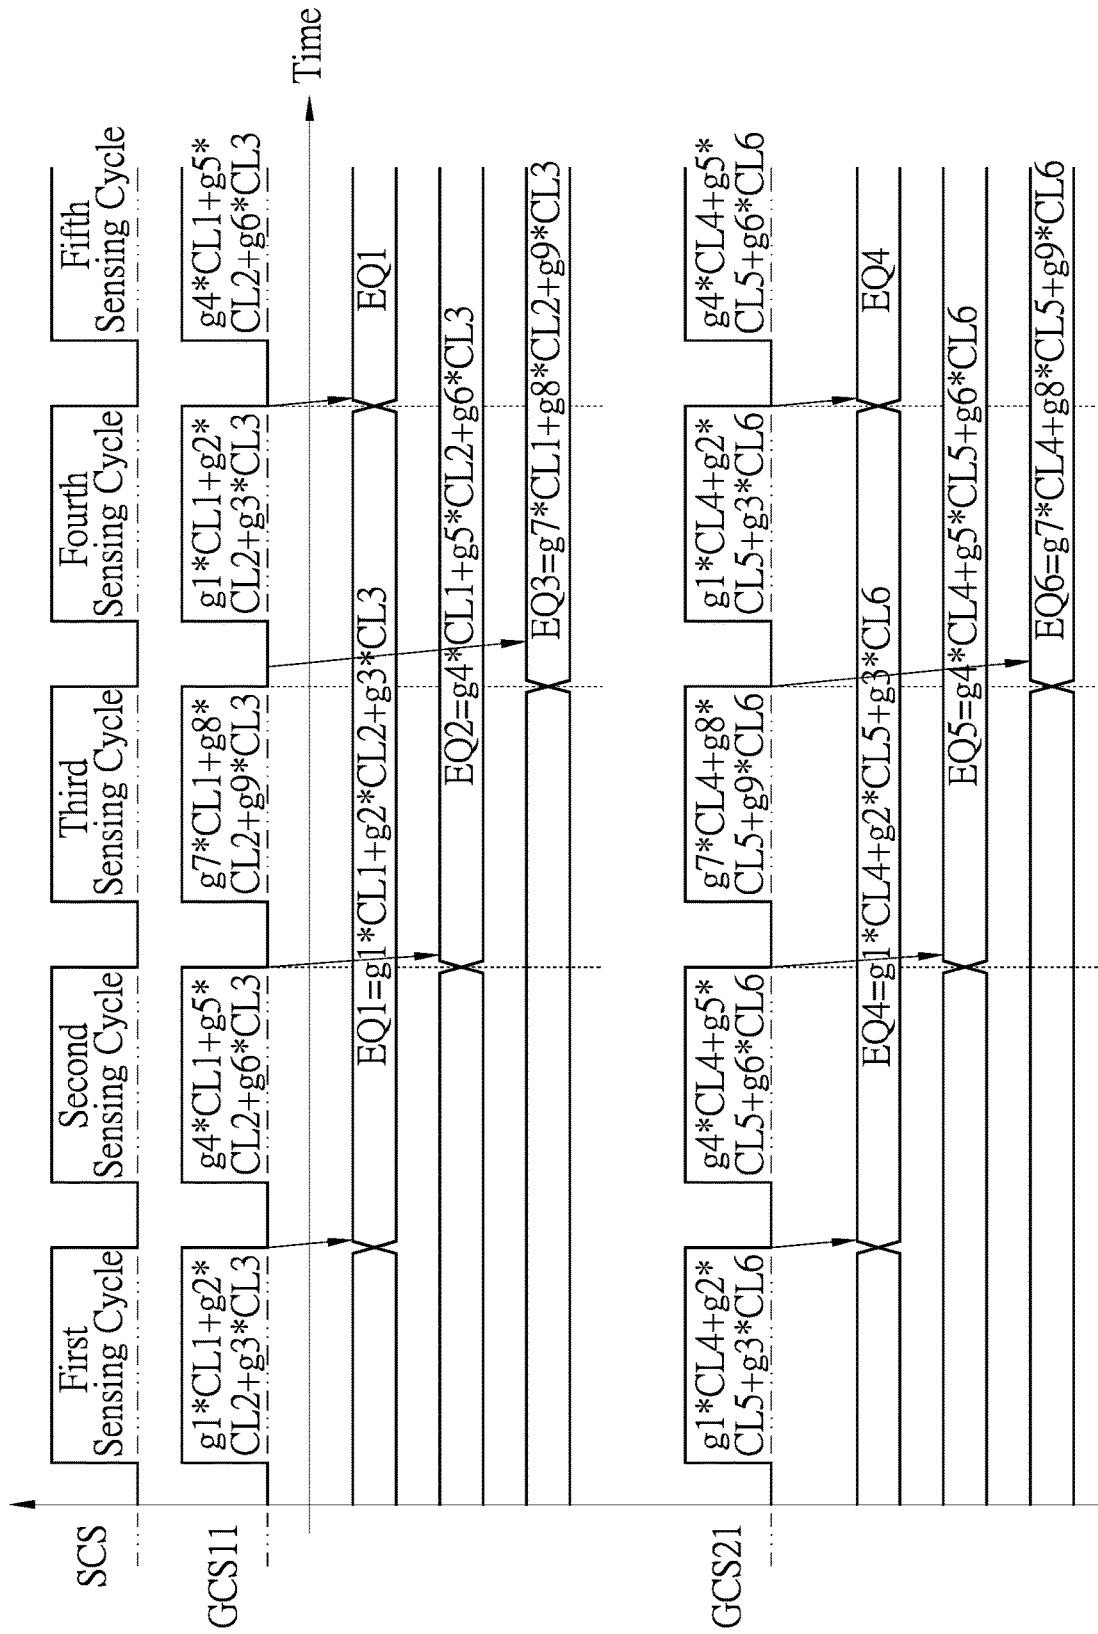 SCS
First
Sensing Cycle
Second
Sensing Cycle
Third
Sensing Cycle
Fourth
Sensing Cycle
Fifth
Sensing Cycle
GCS11
g1*CL1+g2*
CL2+g3*CL3
g4*CL1+g5*
CL2+g6*CL3
g7*CL1+g8*
CL2+g9*CL3
g1*CL1+g2*
CL2+g3*CL3
g4*CL1+g5*
CL2+g6*CL3
Time
EQ1=g1*CL1+g2*CL2+g3*CL3
EQ1
EQ2=g4*CL1+g5*CL2+g6*CL3
EQ3=g7*CL1+g8*CL2+g9*CL3
GCS21
g1*CL4+g2*
CL5+g3*CL6
g4*CL4+g5*
CL5+g6*CL6
g7*CL4+g8*
CL5+g9*CL6
g1*CL4+g2*
CL5+g3*CL6
g4*CL4+g5*
CL5+g6*CL6
EQ4=g1*CL4+g2*CL5+g3*CL6
EQ4
EQ5=g4*CL4+g5*CL5+g6*CL6
EQ6=g7*CL4+g8*CL5+g9*CL6